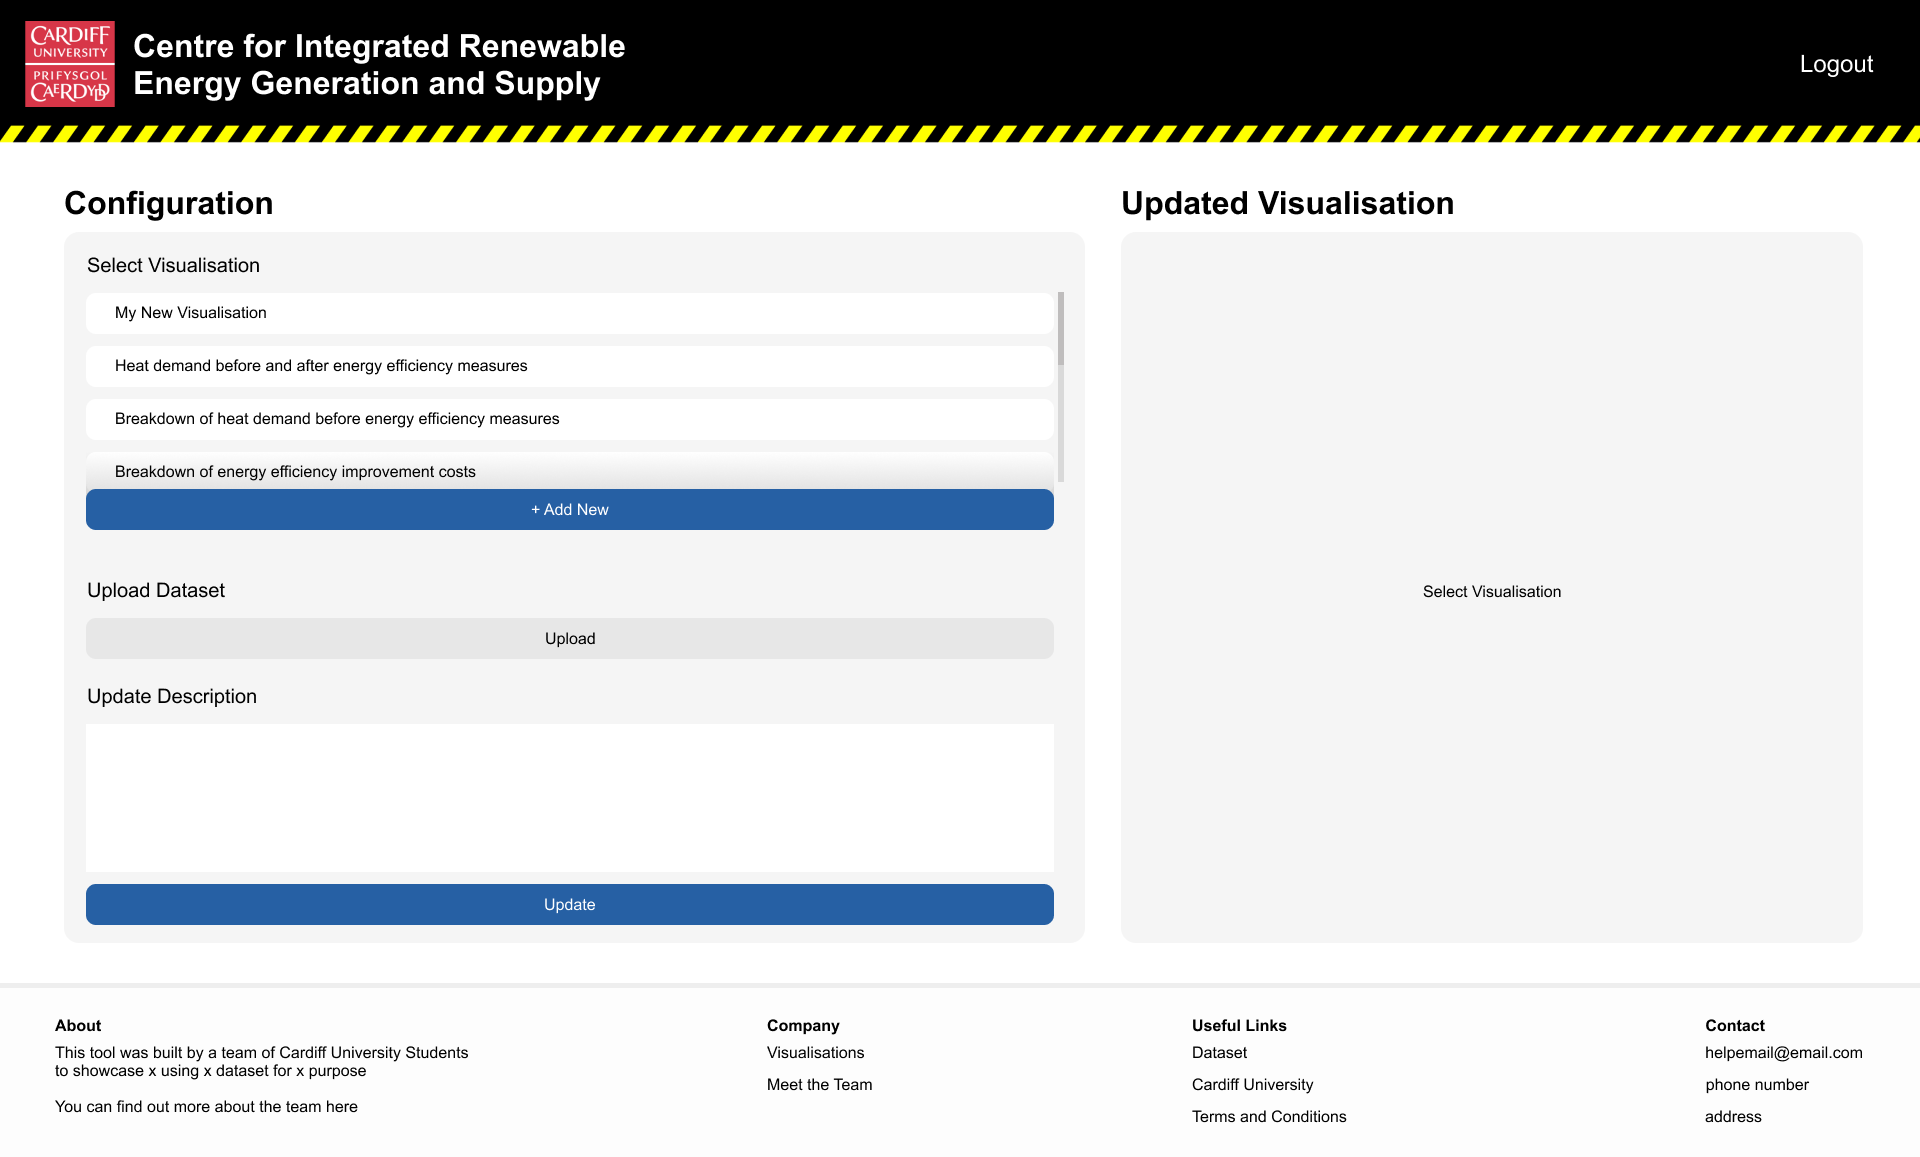 CARDIFF
UNIVERSITY
PRIFYSGOL
CAERDYDD
Centre for Integrated Renewable
Energy Generation and Supply
Logout
Configuration
Select Visualisation
My New Visualisation
Heat demand before and after energy efficiency measures
Breakdown of heat demand before energy efficiency measures
Breakdown of energy efficiency improvement costs
+ Add New
Upload Dataset
Upload
Update Description
Update
Updated Visualisation
Select Visualisation
About
This tool was built by a team of Cardiff University Students
to showcase x using x dataset for x purpose
You can find out more about the team here
Company
Visualisations
Meet the Team
Useful Links
Dataset
Cardiff University
Terms and Conditions
Contact
helpemail@email.com
phone number
address